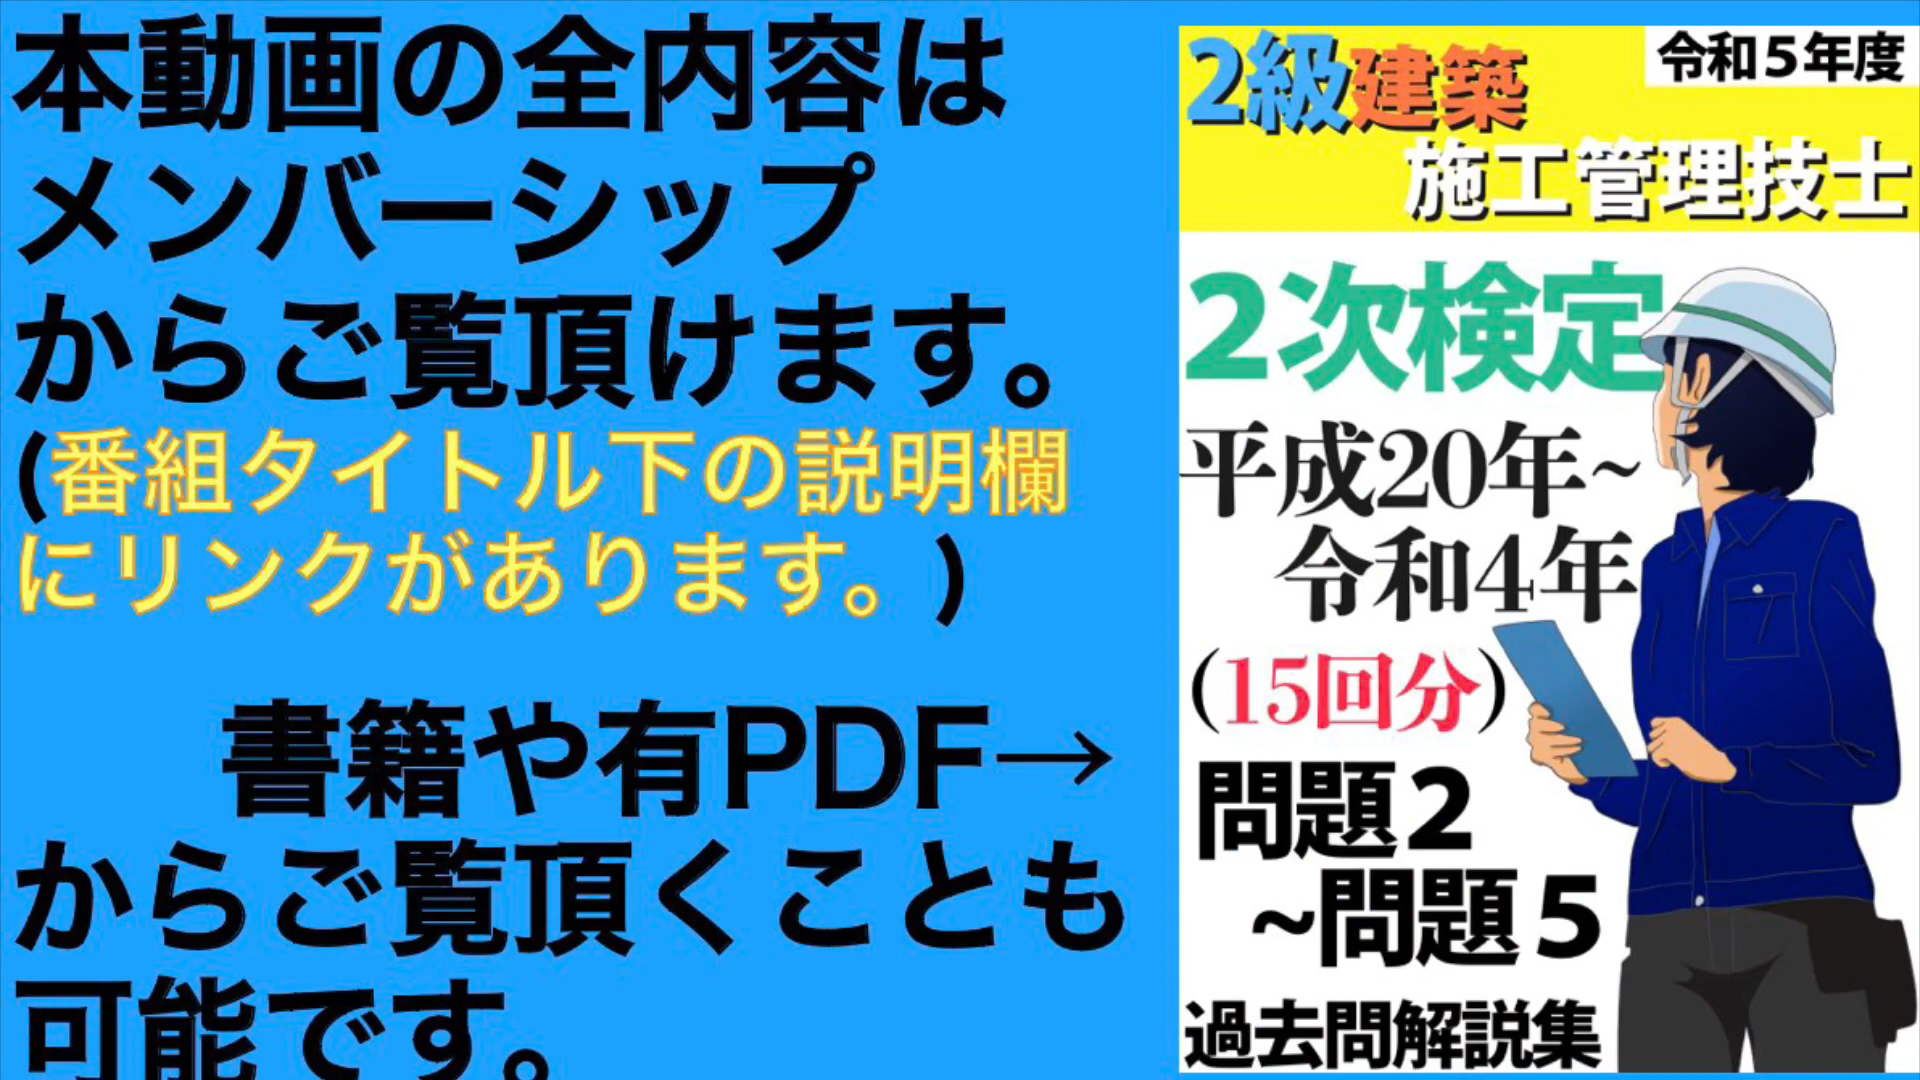 本動画の全内容は
メンバーシップ
からご覧頂けます。
(番組タイトル下の説明欄
にリンクがあります。)
書籍や有PDF→
からご覧頂くことも
可能です。
令和5年度
2級建築
施工管理技士
2次検定
平成20年~
令和4年
(15回分)
問題2
~問題5
過去問解説集